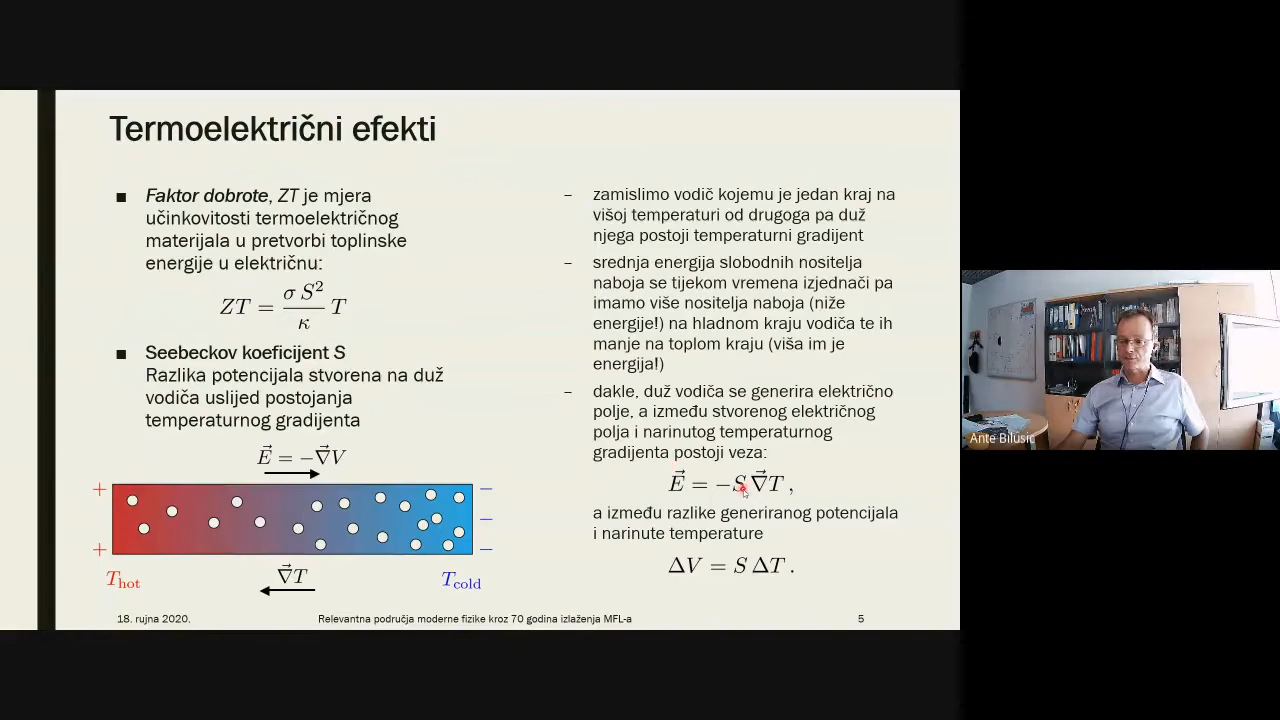 Termoelektrični efekti
■ Faktor dobrote, ZT je mjera
učinkovitosti termoelektričnog
materijala u pretvorbi toplinske
energije u električnu:
ZT = σ S² / κ T
■ Seebeckov koeficijent S
Razlika potencijala stvorena na duž
vodiča uslijed postojanja
temperaturnog gradijenta
E⃗ = −∇⃗V
+ −
−
+ −
T_hot ∇⃗T T_cold
– zamislimo vodič kojemu je jedan kraj na
višoj temperaturi od drugoga pa duž
njega postoji temperaturni gradijent
– srednja energija slobodnih nositelja
naboja se tijekom vremena izjednači pa
imamo više nositelja naboja (niže
energije!) na hladnom kraju vodiča te ih
manje na toplom kraju (viša im je
energija!)
– dakle, duž vodiča se generira električno
polje, a između stvorenog električnog
polja i narinutog temperaturnog
gradijenta postoji veza:
E⃗ = −S ∇⃗T ,
a između razlike generiranog potencijala
i narinute temperature
ΔV = S ΔT .
18. rujna 2020. Relevantna područja moderne fizike kroz 70 godina izlaženja MFL-a 5
Ante Bilušić